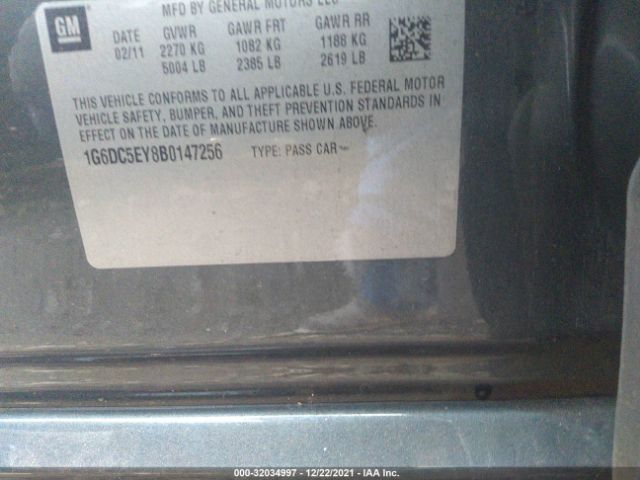 MFD BY GENERAL MOTORS LLC
GM
DATE GVWR GAWR FRT GAWR RR
02/11 2270 KG 1082 KG 1188 KG
5004 LB 2385 LB 2619 LB
THIS VEHICLE CONFORMS TO ALL APPLICABLE U.S. FEDERAL MOTOR
VEHICLE SAFETY, BUMPER, AND THEFT PREVENTION STANDARDS IN
EFFECT ON THE DATE OF MANUFACTURE SHOWN ABOVE.
1G6DC5EY8B0147256 TYPE: PASS CAR
000-32034997 - 12/22/2021 - IAA Inc.